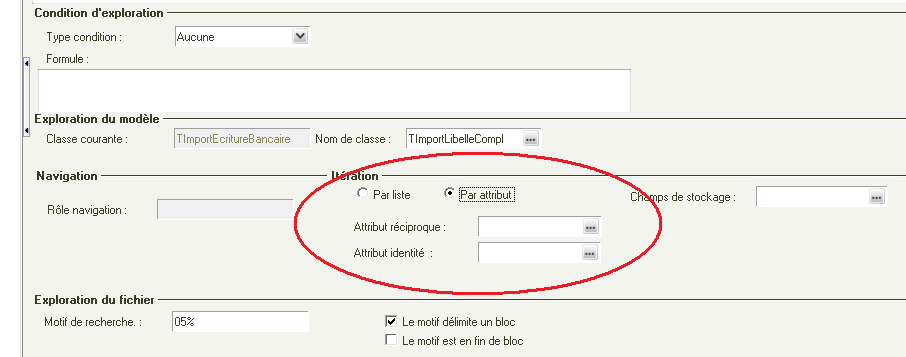 Condition d'exploration
Type condition : Aucune
Formule :
Exploration du modèle
Classe courante : TImportEcritureBancaire Nom de classe : TImportLibelleCompl ...
Navigation Itération
Par liste Par attribut Champs de stockage : ...
Rôle navigation :
Attribut réciproque : ...
Attribut identité : ...
Exploration du fichier
Motif de recherche. : 05% Le motif délimite un bloc
Le motif est en fin de bloc